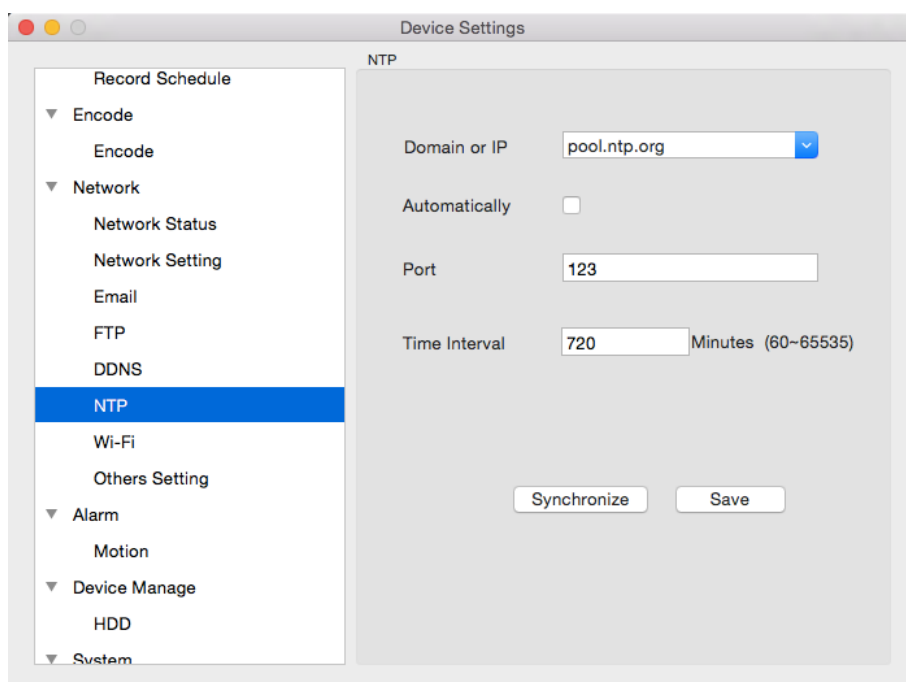 Device Settings
Record Schedule
Encode
Encode
Network
Network Status
Network Setting
Email
FTP
DDNS
NTP
Wi-Fi
Others Setting
Alarm
Motion
Device Manage
HDD
System
NTP
Domain or IP pool.ntp.org
Automatically
Port 123
Time Interval 720 Minutes (60~65535)
Synchronize Save